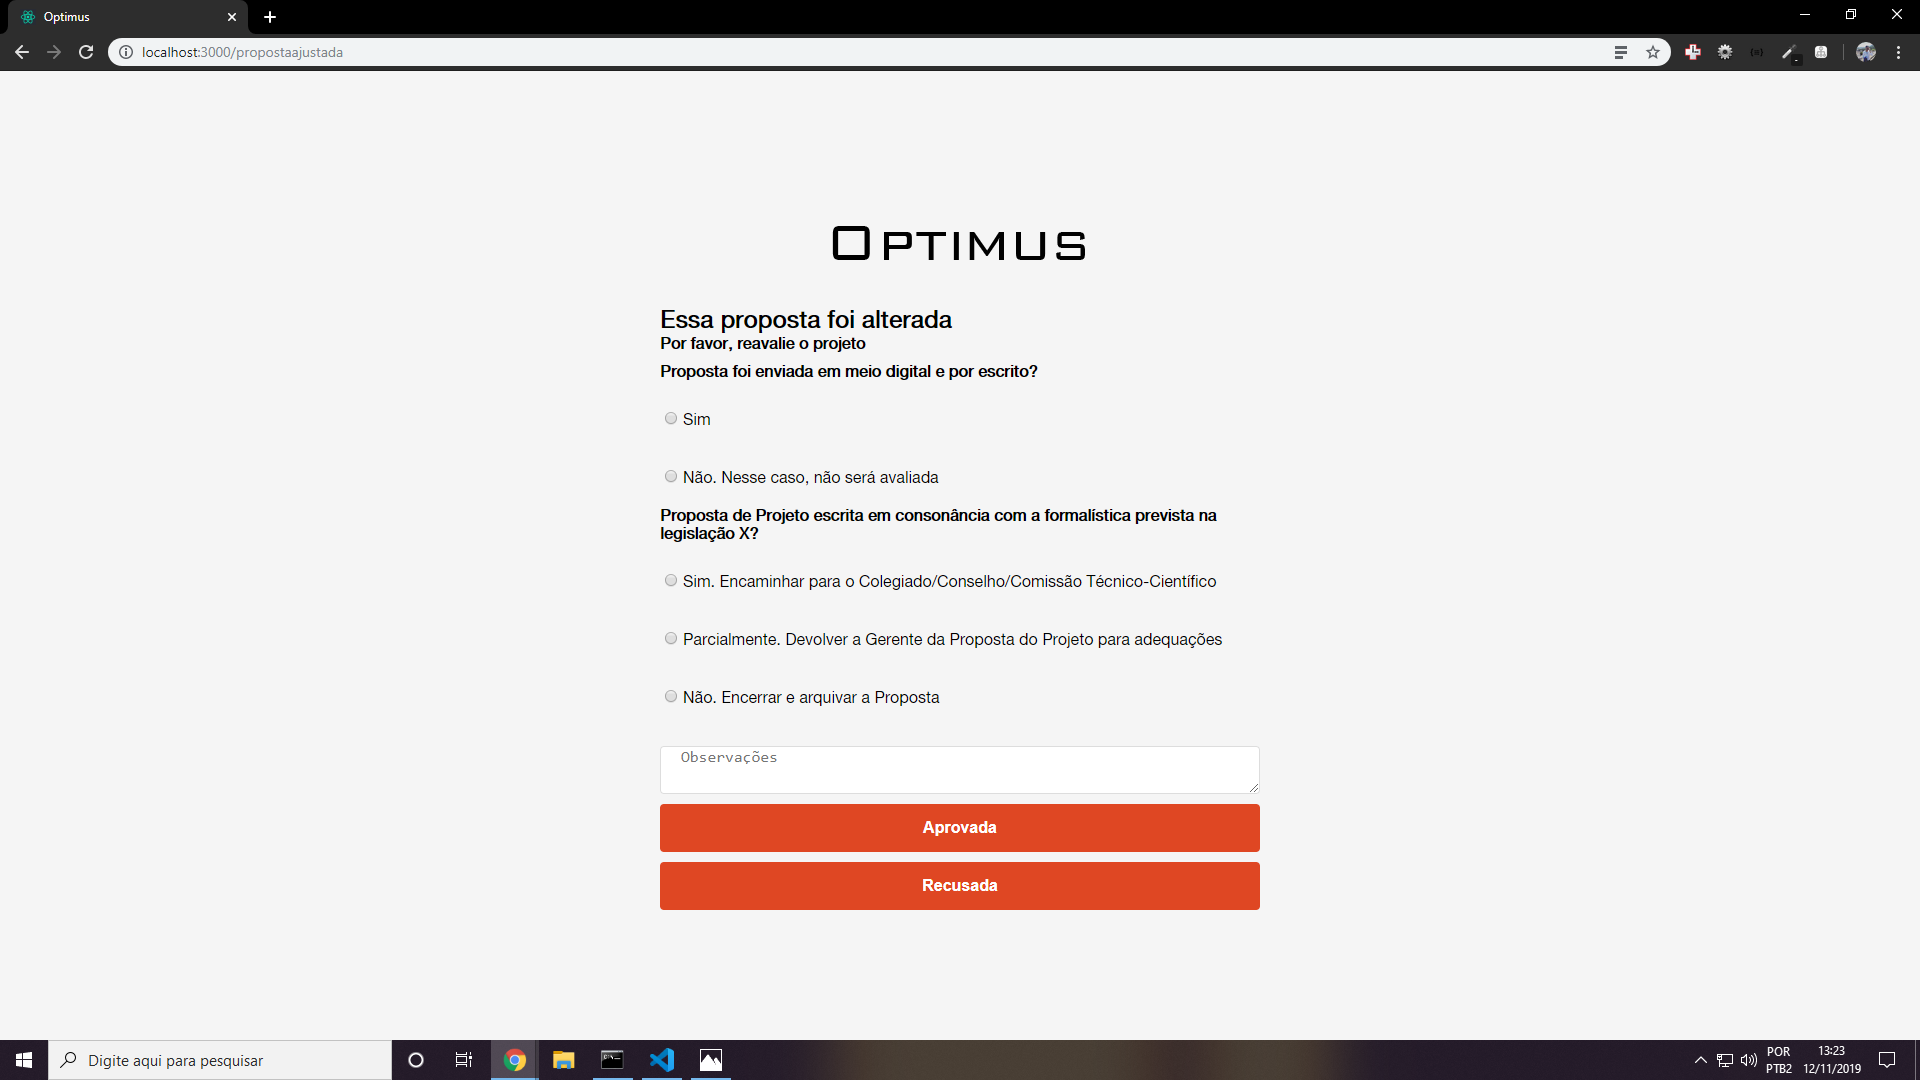 Optimus
localhost:3000/propostaajustada
OPTIMUS
Essa proposta foi alterada
Por favor, reavalie o projeto
Proposta foi enviada em meio digital e por escrito?
Sim
Não. Nesse caso, não será avaliada
Proposta de Projeto escrita em consonância com a formalística prevista na
legislação X?
Sim. Encaminhar para o Colegiado/Conselho/Comissão Técnico-Científico
Parcialmente. Devolver a Gerente da Proposta do Projeto para adequações
Não. Encerrar e arquivar a Proposta
Observações
Aprovada
Recusada
Digite aqui para pesquisar
POR
PTB2
13:23
12/11/2019